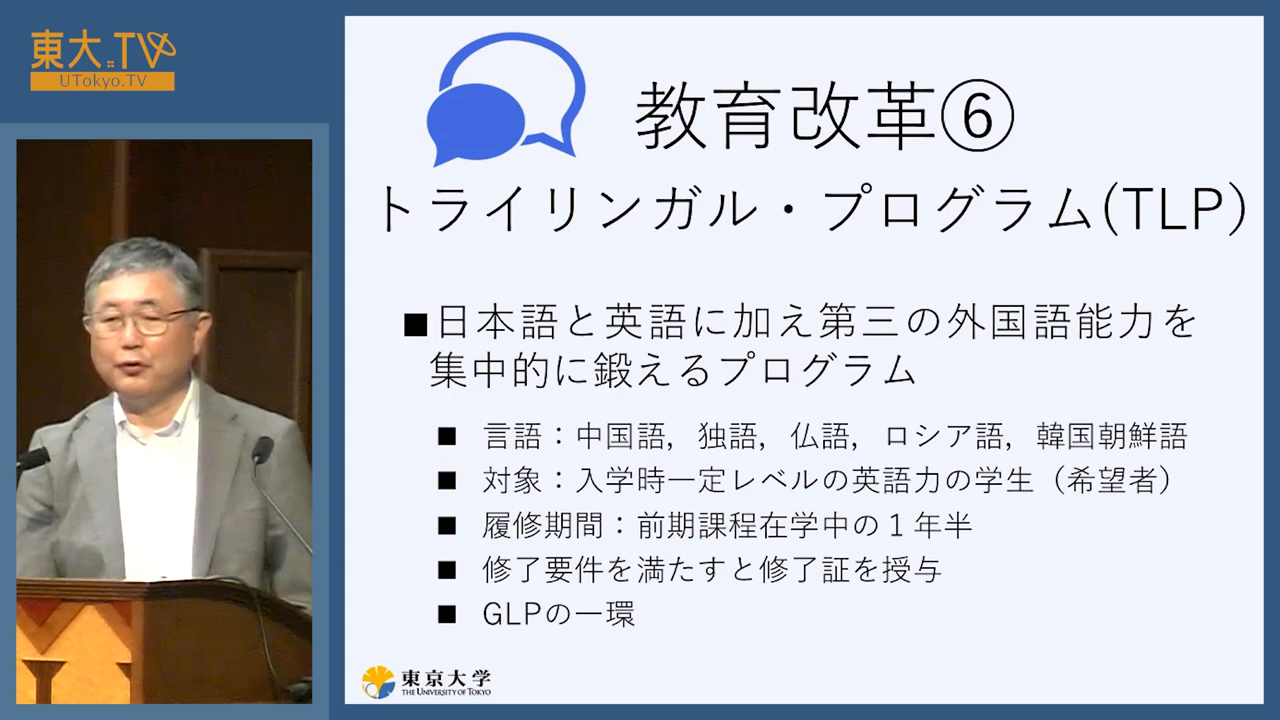 東大.TV
UTokyo.TV
教育改革⑥
トライリンガル・プログラム(TLP)
■日本語と英語に加え第三の外国語能力を
集中的に鍛えるプログラム
■ 言語：中国語，独語，仏語，ロシア語，韓国朝鮮語
■ 対象：入学時一定レベルの英語力の学生（希望者）
■ 履修期間：前期課程在学中の１年半
■ 修了要件を満たすと修了証を授与
■ GLPの一環
東京大学
THE UNIVERSITY OF TOKYO